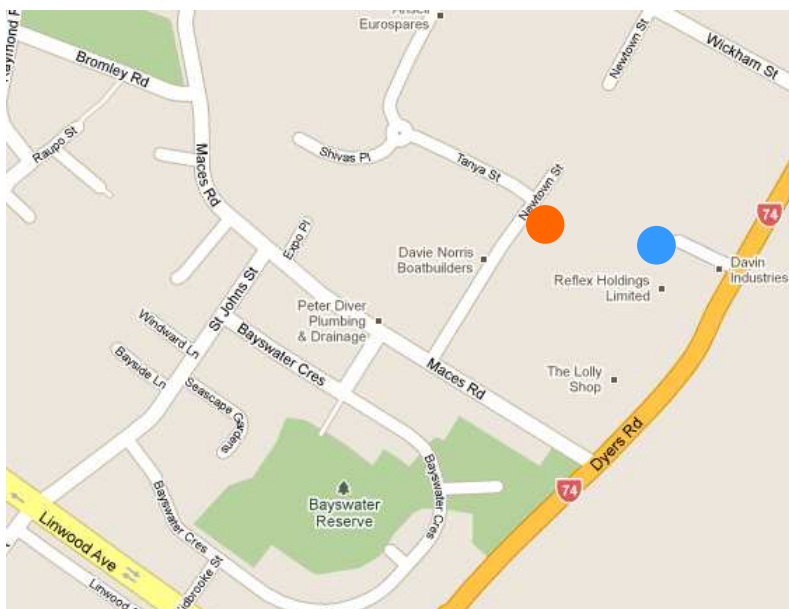 Eurospares
Raymond
Bromley Rd
Newtown St
Wickham St
Raupo St
Maces Rd
Shivas Pl
Tanya St
Newtown St
74
Expo Pl
Davie Norris
Boatbuilders
Davin
Industries
Reflex Holdings
Limited
St Johns St
Peter Diver
Plumbing
& Drainage
Windward Ln
Bayswater Cres
Bayside Ln
Maces Rd
The Lolly
Shop
Seascape Gardens
Dyers Rd
74
Bayswater Cres
Bayswater
Reserve
Bayswater Cres
Linwood Ave
Linwood